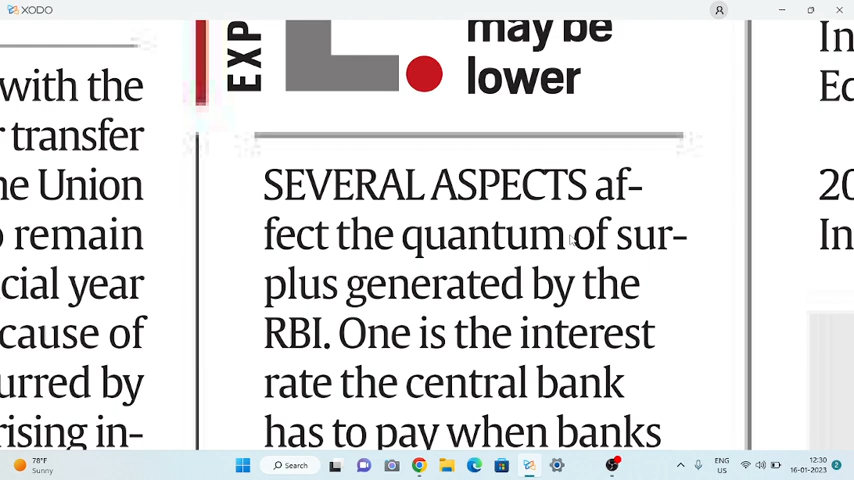 XODO
with the
transfer
ne Union
remain
cial year
cause of
urred by
rising in-
EXP
may be
lower
SEVERAL ASPECTS af-
fect the quantum of sur-
plus generated by the
RBI. One is the interest
rate the central bank
has to pay when banks
In
Ec
20
In
78°F
Sunny
Search
ENG
US
12:30
16-01-2023
2